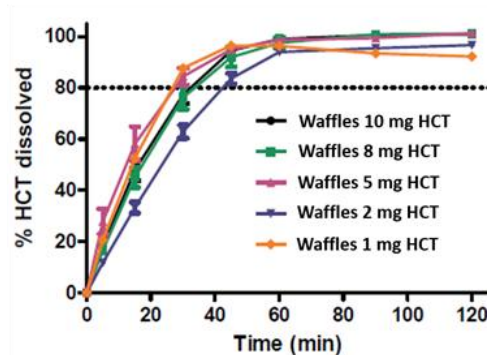 % HCT dissolved
100
80
60
40
20
0
Waffles 10 mg HCT
Waffles 8 mg HCT
Waffles 5 mg HCT
Waffles 2 mg HCT
Waffles 1 mg HCT
0 20 40 60 80 100 120
Time (min)